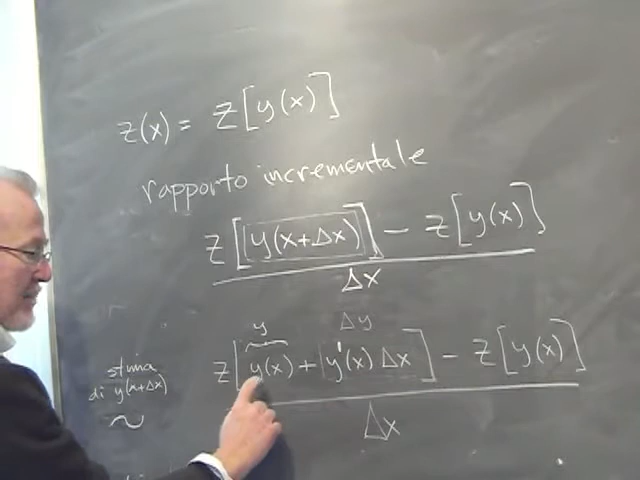 z(x) = z[y(x)]
rapporto incrementale
z[y(x+Δx)] − z[y(x)]
Δx
y Δy
z[y(x) + y'(x) Δx] − z[y(x)]
Δx
stima
di y(x+Δx)
~